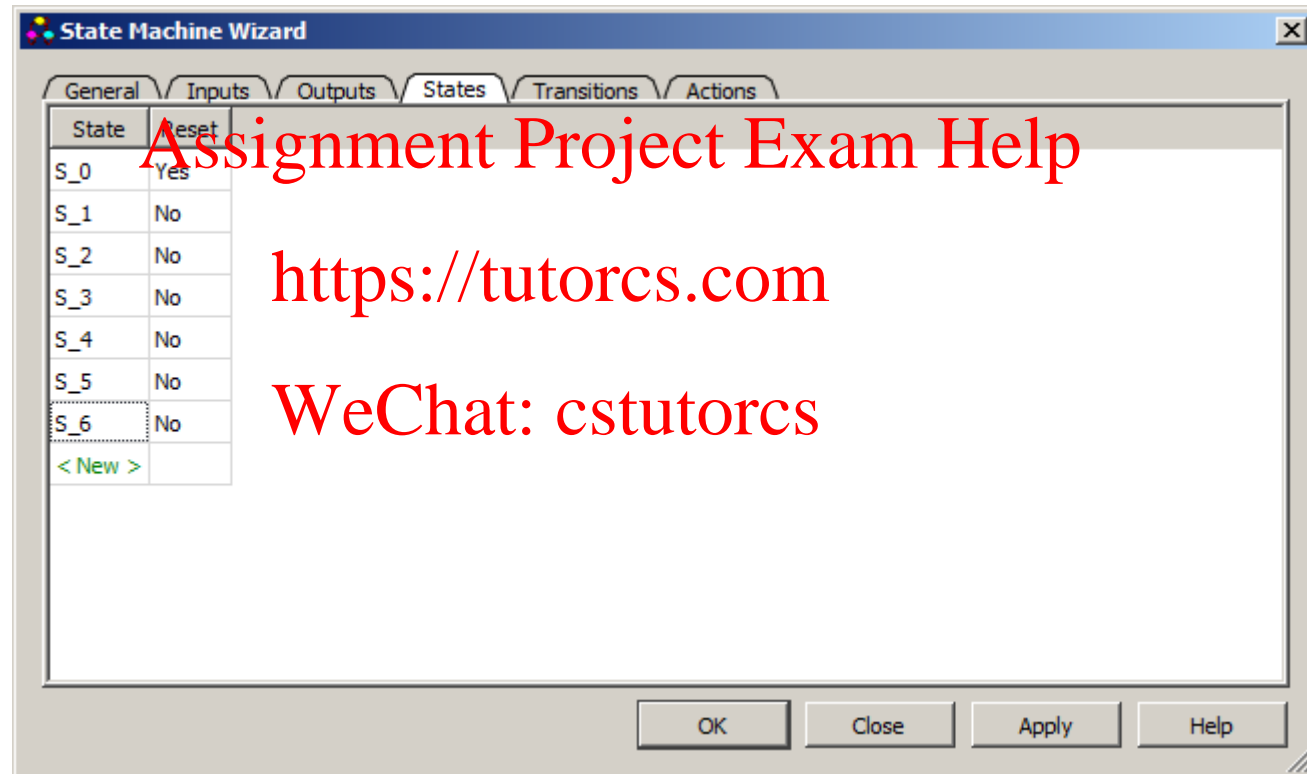 State Machine Wizard
General Inputs Outputs States Transitions Actions
State Reset
Assignment Project Exam Help
S_0 Yes
S_1 No
S_2 No
https://tutorcs.com
S_3 No
S_4 No
S_5 No
WeChat: cstutorcs
S_6 No
< New >
OK Close Apply Help